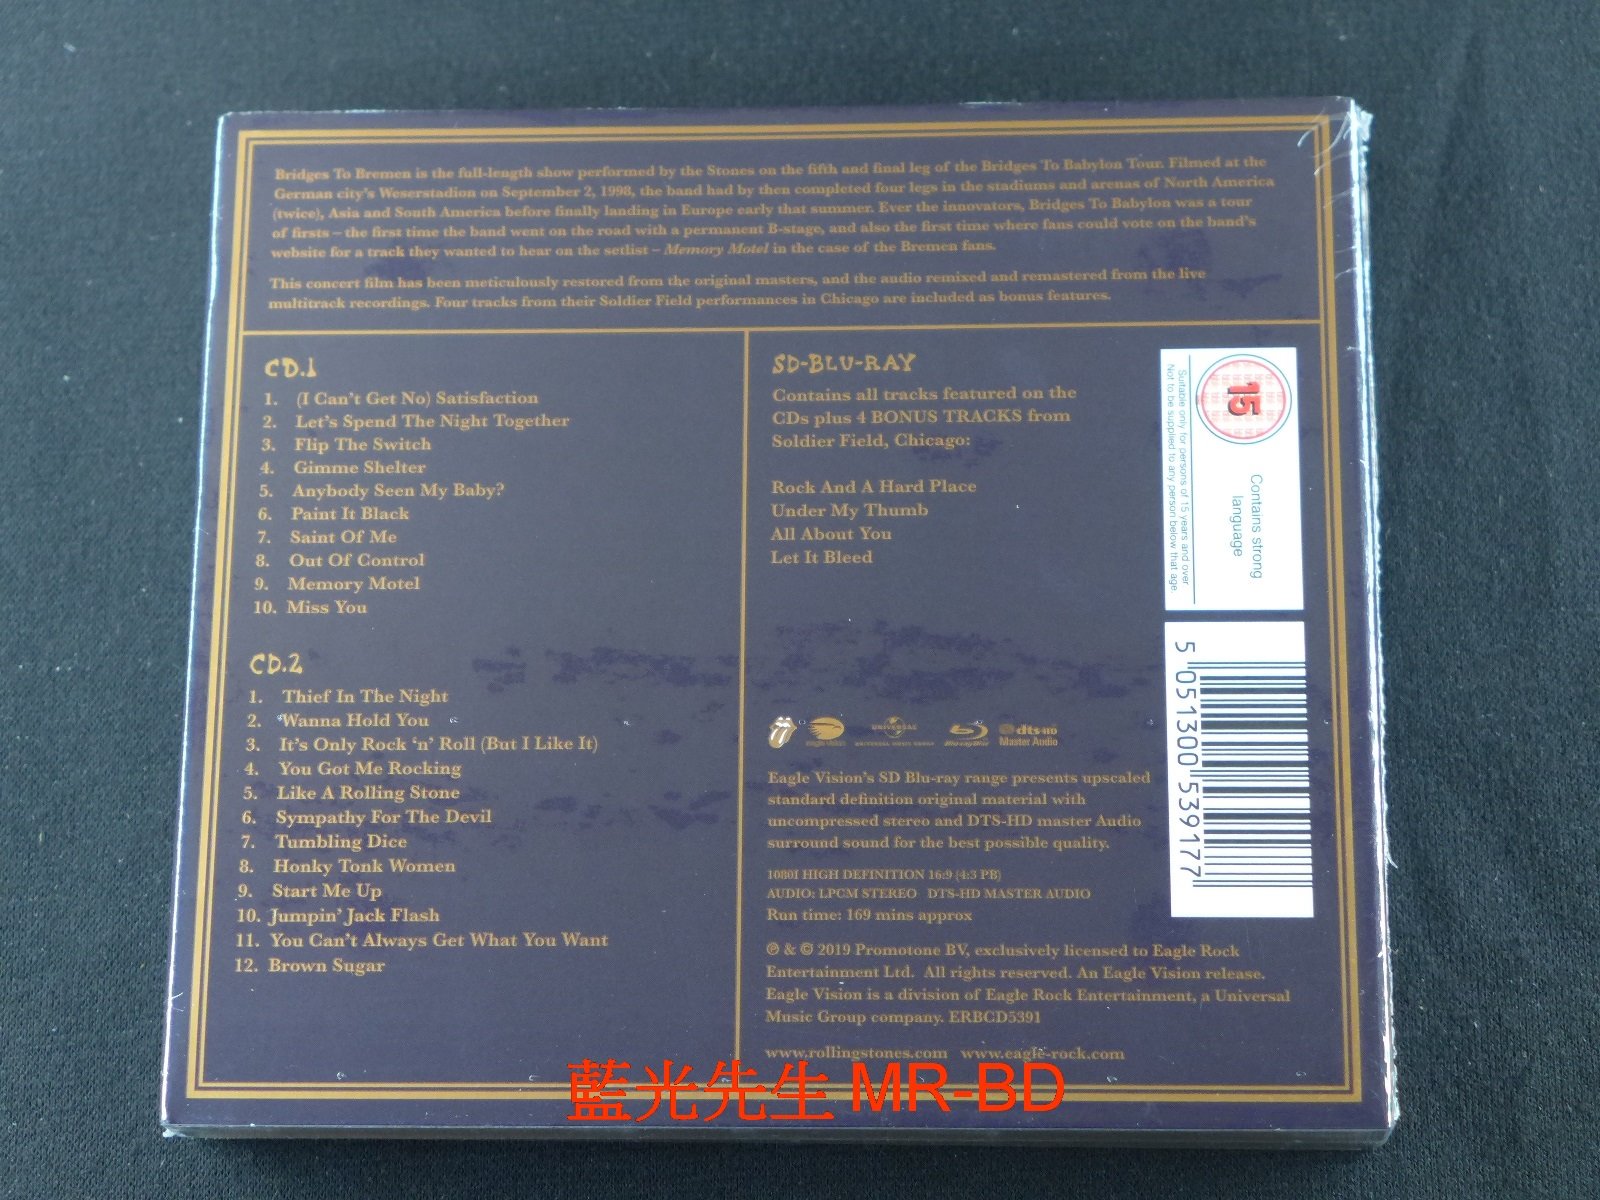 Bridges To Bremen is the full-length show performed by the Stones on the fifth and final leg of the Bridges To Babylon Tour. Filmed at the
German city's Weserstadion on September 2, 1998, the band had by then completed four legs in the stadiums and arenas of North America
(twice), Asia and South America before finally landing in Europe early that summer. Ever the innovators, Bridges To Babylon was a tour
of firsts – the first time the band went on the road with a permanent B-stage, and also the first time where fans could vote on the band's
website for a track they wanted to hear on the setlist – Memory Motel in the case of the Bremen fans.
This concert film has been meticulously restored from the original masters, and the audio remixed and remastered from the live
multitrack recordings. Four tracks from their Soldier Field performances in Chicago are included as bonus features.
CD.1
1. (I Can't Get No) Satisfaction
2. Let's Spend The Night Together
3. Flip The Switch
4. Gimme Shelter
5. Anybody Seen My Baby?
6. Paint It Black
7. Saint Of Me
8. Out Of Control
9. Memory Motel
10. Miss You
CD.2
1. Thief In The Night
2. Wanna Hold You
3. It's Only Rock 'n' Roll (But I Like It)
4. You Got Me Rocking
5. Like A Rolling Stone
6. Sympathy For The Devil
7. Tumbling Dice
8. Honky Tonk Women
9. Start Me Up
10. Jumpin' Jack Flash
11. You Can't Always Get What You Want
12. Brown Sugar
SD-BLU-RAY
Contains all tracks featured on the
CDs plus 4 BONUS TRACKS from
Soldier Field, Chicago:
Rock And A Hard Place
Under My Thumb
All About You
Let It Bleed
eagle vision
UNIVERSAL
UNIVERSAL MUSIC GROUP
Blu-ray Disc
dts-HD
Master Audio
Eagle Vision's SD Blu-ray range presents upscaled
standard definition original material with
uncompressed stereo and DTS-HD master Audio
surround sound for the best possible quality.
1080I HIGH DEFINITION 16:9 (4:3 PB)
AUDIO: LPCM STEREO DTS-HD MASTER AUDIO
Run time: 169 mins approx
℗ & © 2019 Promotone BV, exclusively licensed to Eagle Rock
Entertainment Ltd. All rights reserved. An Eagle Vision release.
Eagle Vision is a division of Eagle Rock Entertainment, a Universal
Music Group company. ERBCD5391
www.rollingstones.com www.eagle-rock.com
15
Contains strong
language
Suitable only for persons of 15 years and over
Not to be supplied to any person below that age.
5 051300 539177
藍光先生 MR-BD